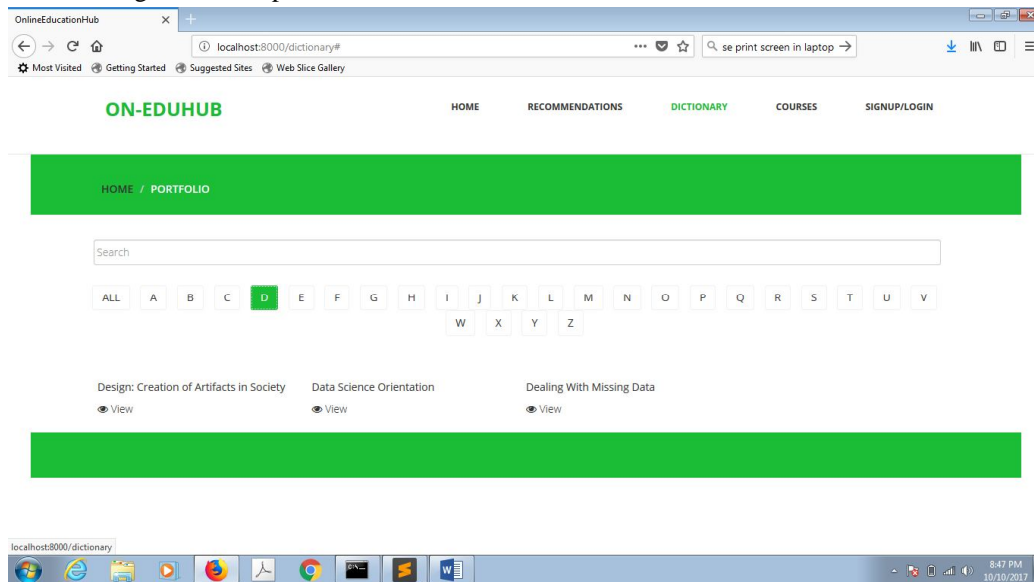 OnlineEducationHub
localhost:8000/dictionary#
se print screen in laptop
Most Visited Getting Started Suggested Sites Web Slice Gallery
ON-EDUHUB HOME RECOMMENDATIONS DICTIONARY COURSES SIGNUP/LOGIN
HOME / PORTFOLIO
Search
ALL A B C D E F G H I J K L M N O P Q R S T U V
W X Y Z
Design: Creation of Artifacts in Society Data Science Orientation Dealing With Missing Data
View View View
localhost:8000/dictionary
8:47 PM
10/10/2017